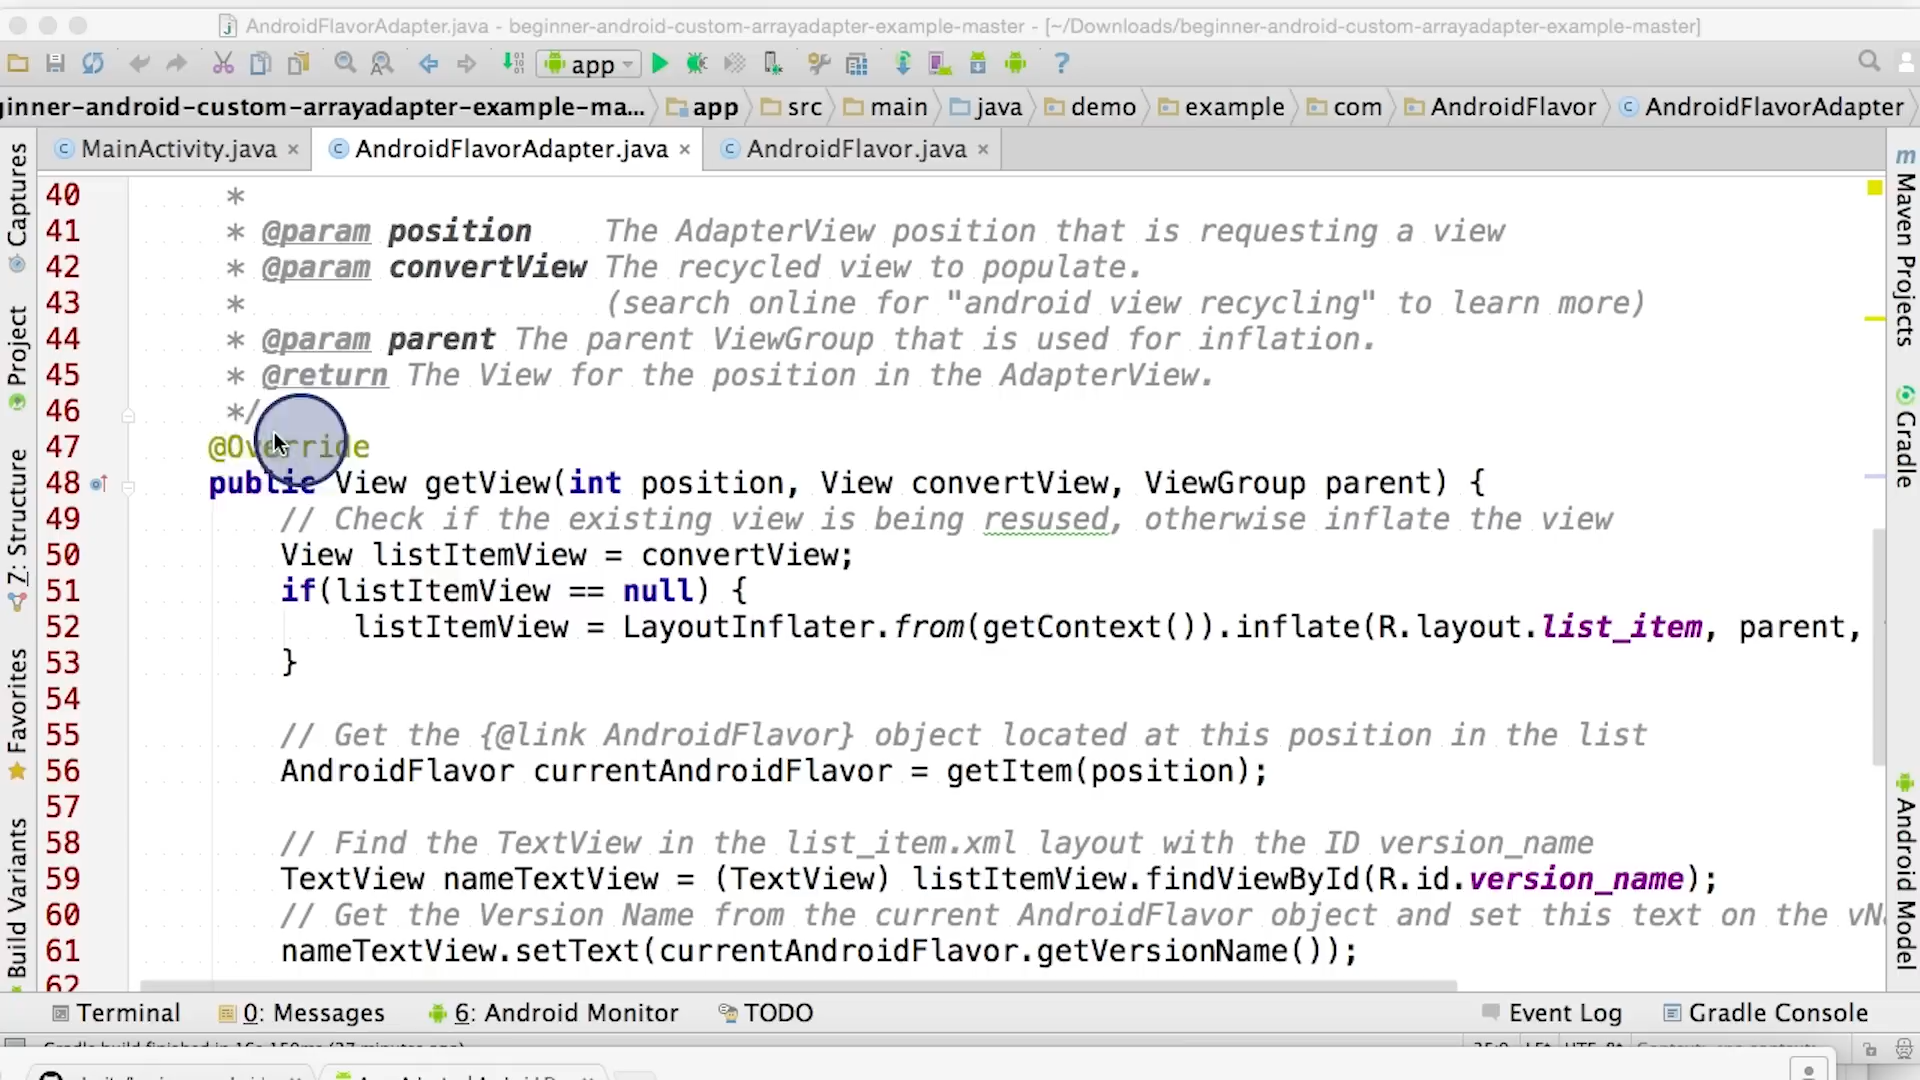 AndroidFlavorAdapter.java - beginner-android-custom-arrayadapter-example-master - [~/Downloads/beginner-android-custom-arrayadapter-example-master]
app
ginner-android-custom-arrayadapter-example-ma... app src main java demo example com AndroidFlavor AndroidFlavorAdapter
MainActivity.java × AndroidFlavorAdapter.java × AndroidFlavor.java ×
Captures
Project
7: Structure
Favorites
Build Variants
40 *
41 * @param position The AdapterView position that is requesting a view
42 * @param convertView The recycled view to populate.
43 * (search online for "android view recycling" to learn more)
44 * @param parent The parent ViewGroup that is used for inflation.
45 * @return The View for the position in the AdapterView.
46 */
47 @Override
48 public View getView(int position, View convertView, ViewGroup parent) {
49 // Check if the existing view is being resused, otherwise inflate the view
50 View listItemView = convertView;
51 if(listItemView == null) {
52 listItemView = LayoutInflater.from(getContext()).inflate(R.layout.list_item, parent,
53 }
54
55 // Get the {@link AndroidFlavor} object located at this position in the list
56 AndroidFlavor currentAndroidFlavor = getItem(position);
57
58 // Find the TextView in the list_item.xml layout with the ID version_name
59 TextView nameTextView = (TextView) listItemView.findViewById(R.id.version_name);
60 // Get the Version Name from the current AndroidFlavor object and set this text on the
61 nameTextView.setText(currentAndroidFlavor.getVersionName());
62
Maven Projects
Gradle
Android Model
Terminal 0: Messages 6: Android Monitor TODO Event Log Gradle Console